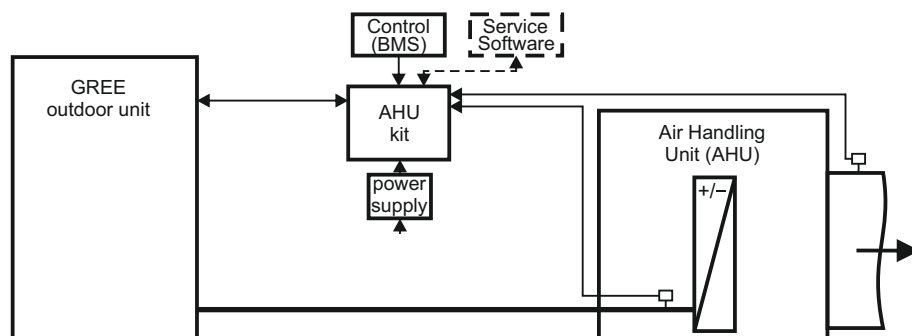 Control
(BMS)
Service
Software
GREE
outdoor unit
AHU
kit
Air Handling
Unit (AHU)
power
supply
+/–